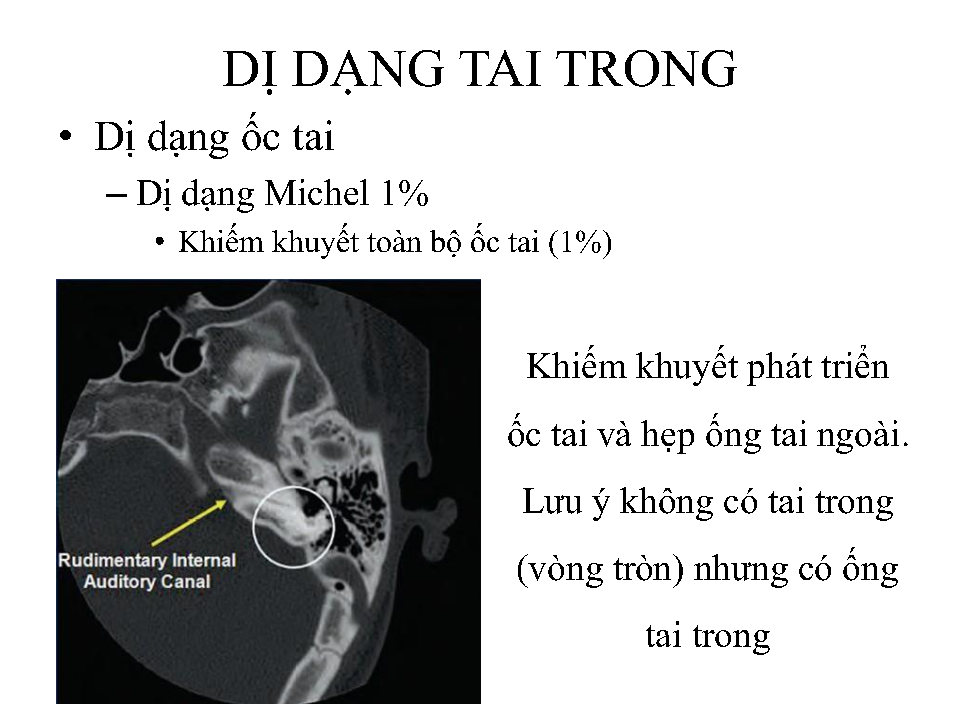 DỊ DẠNG TAI TRONG
• Dị dạng ốc tai
– Dị dạng Michel 1%
• Khiếm khuyết toàn bộ ốc tai (1%)
Khiếm khuyết phát triển
ốc tai và hẹp ống tai ngoài.
Lưu ý không có tai trong
(vòng tròn) nhưng có ống
tai trong
Rudimentary Internal
Auditory Canal